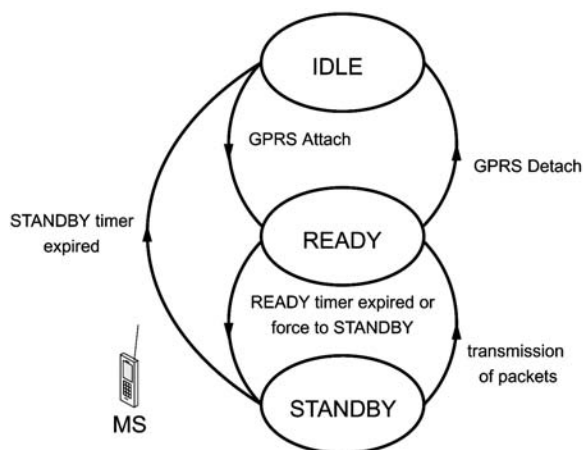 IDLE
GPRS Attach
GPRS Detach
STANDBY timer
expired
READY
READY timer expired or
force to STANDBY
transmission
of packets
STANDBY
MS